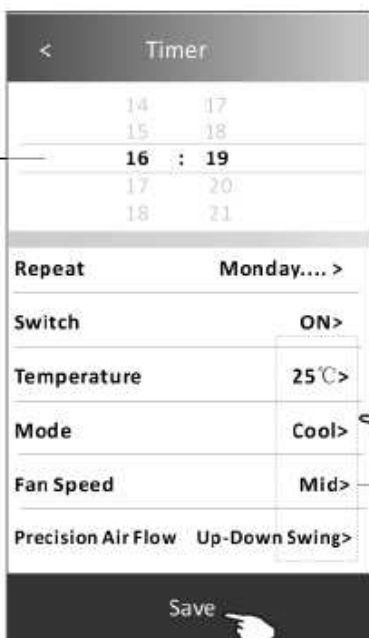 < Timer
14 17
15 18
16 : 19
17 20
18 21
Repeat Monday.... >
Switch ON>
Temperature 25℃>
Mode Cool>
Fan Speed Mid>
Precision Air Flow Up-Down Swing>
Save